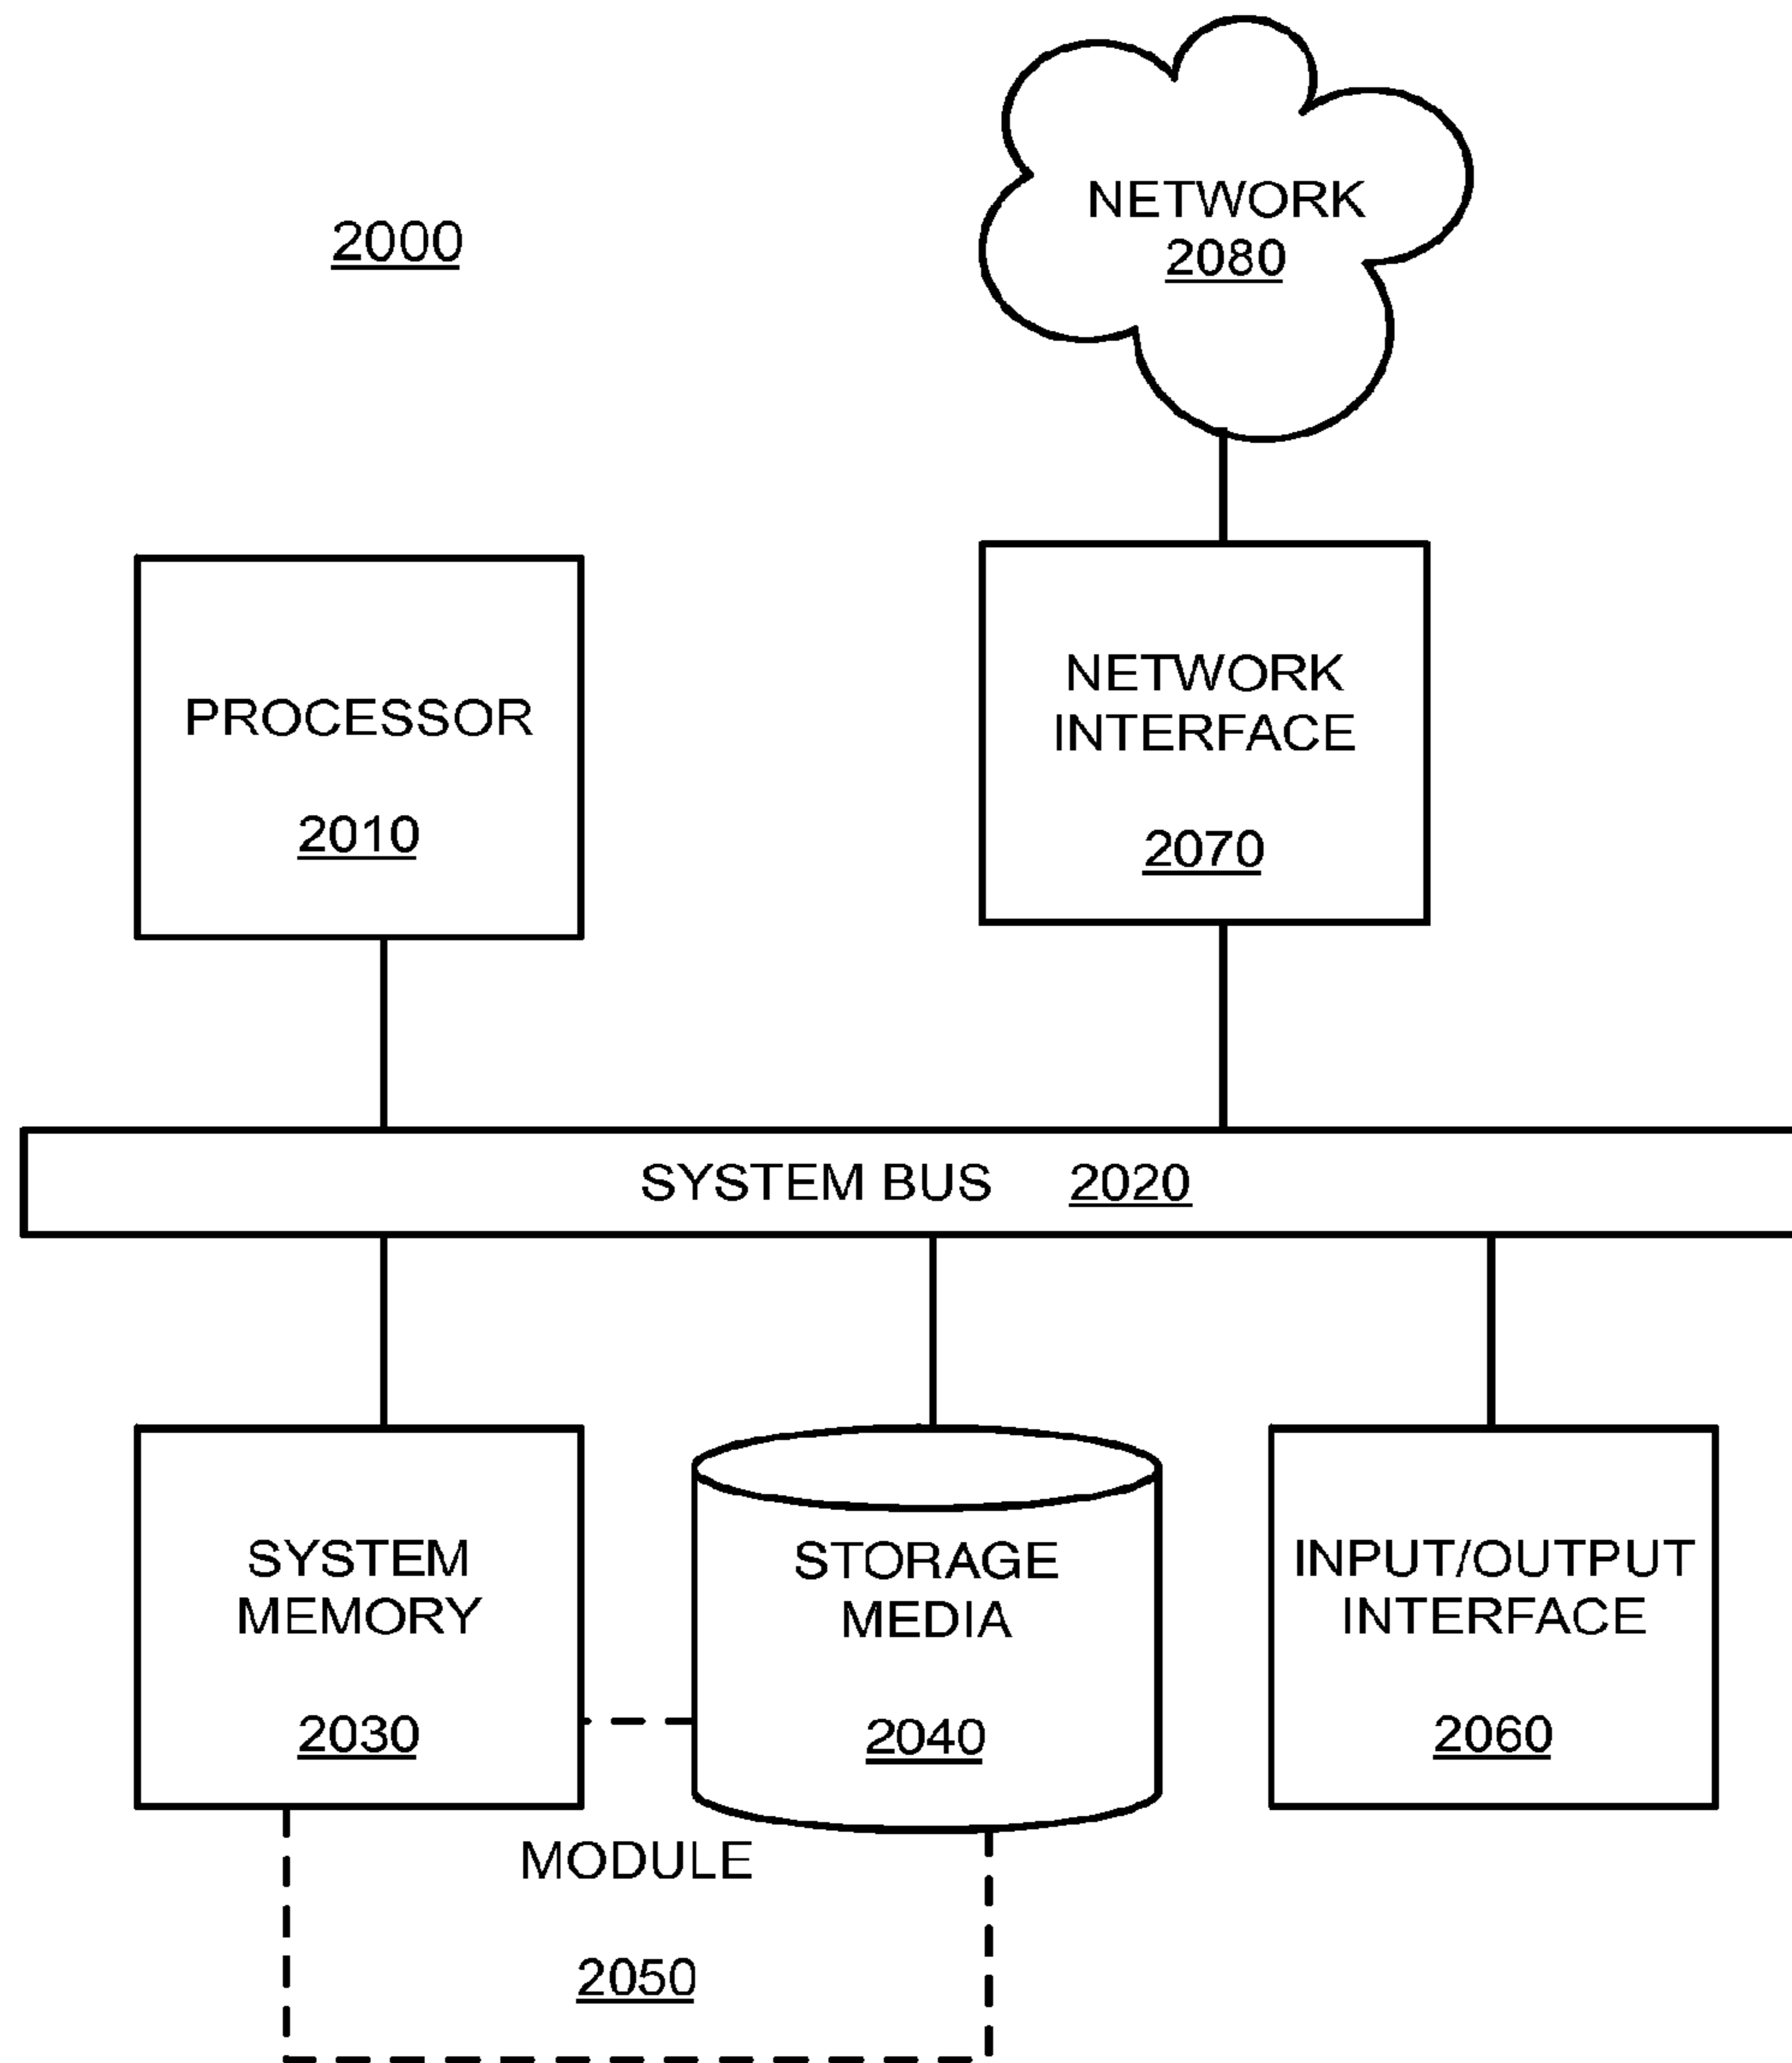 NETWORK
2080
2000
PROCESSOR
2010
NETWORK
INTERFACE
2070
SYSTEM BUS 2020
SYSTEM
MEMORY
2030
STORAGE
MEDIA
2040
INPUT/OUTPUT
INTERFACE
2060
MODULE
2050